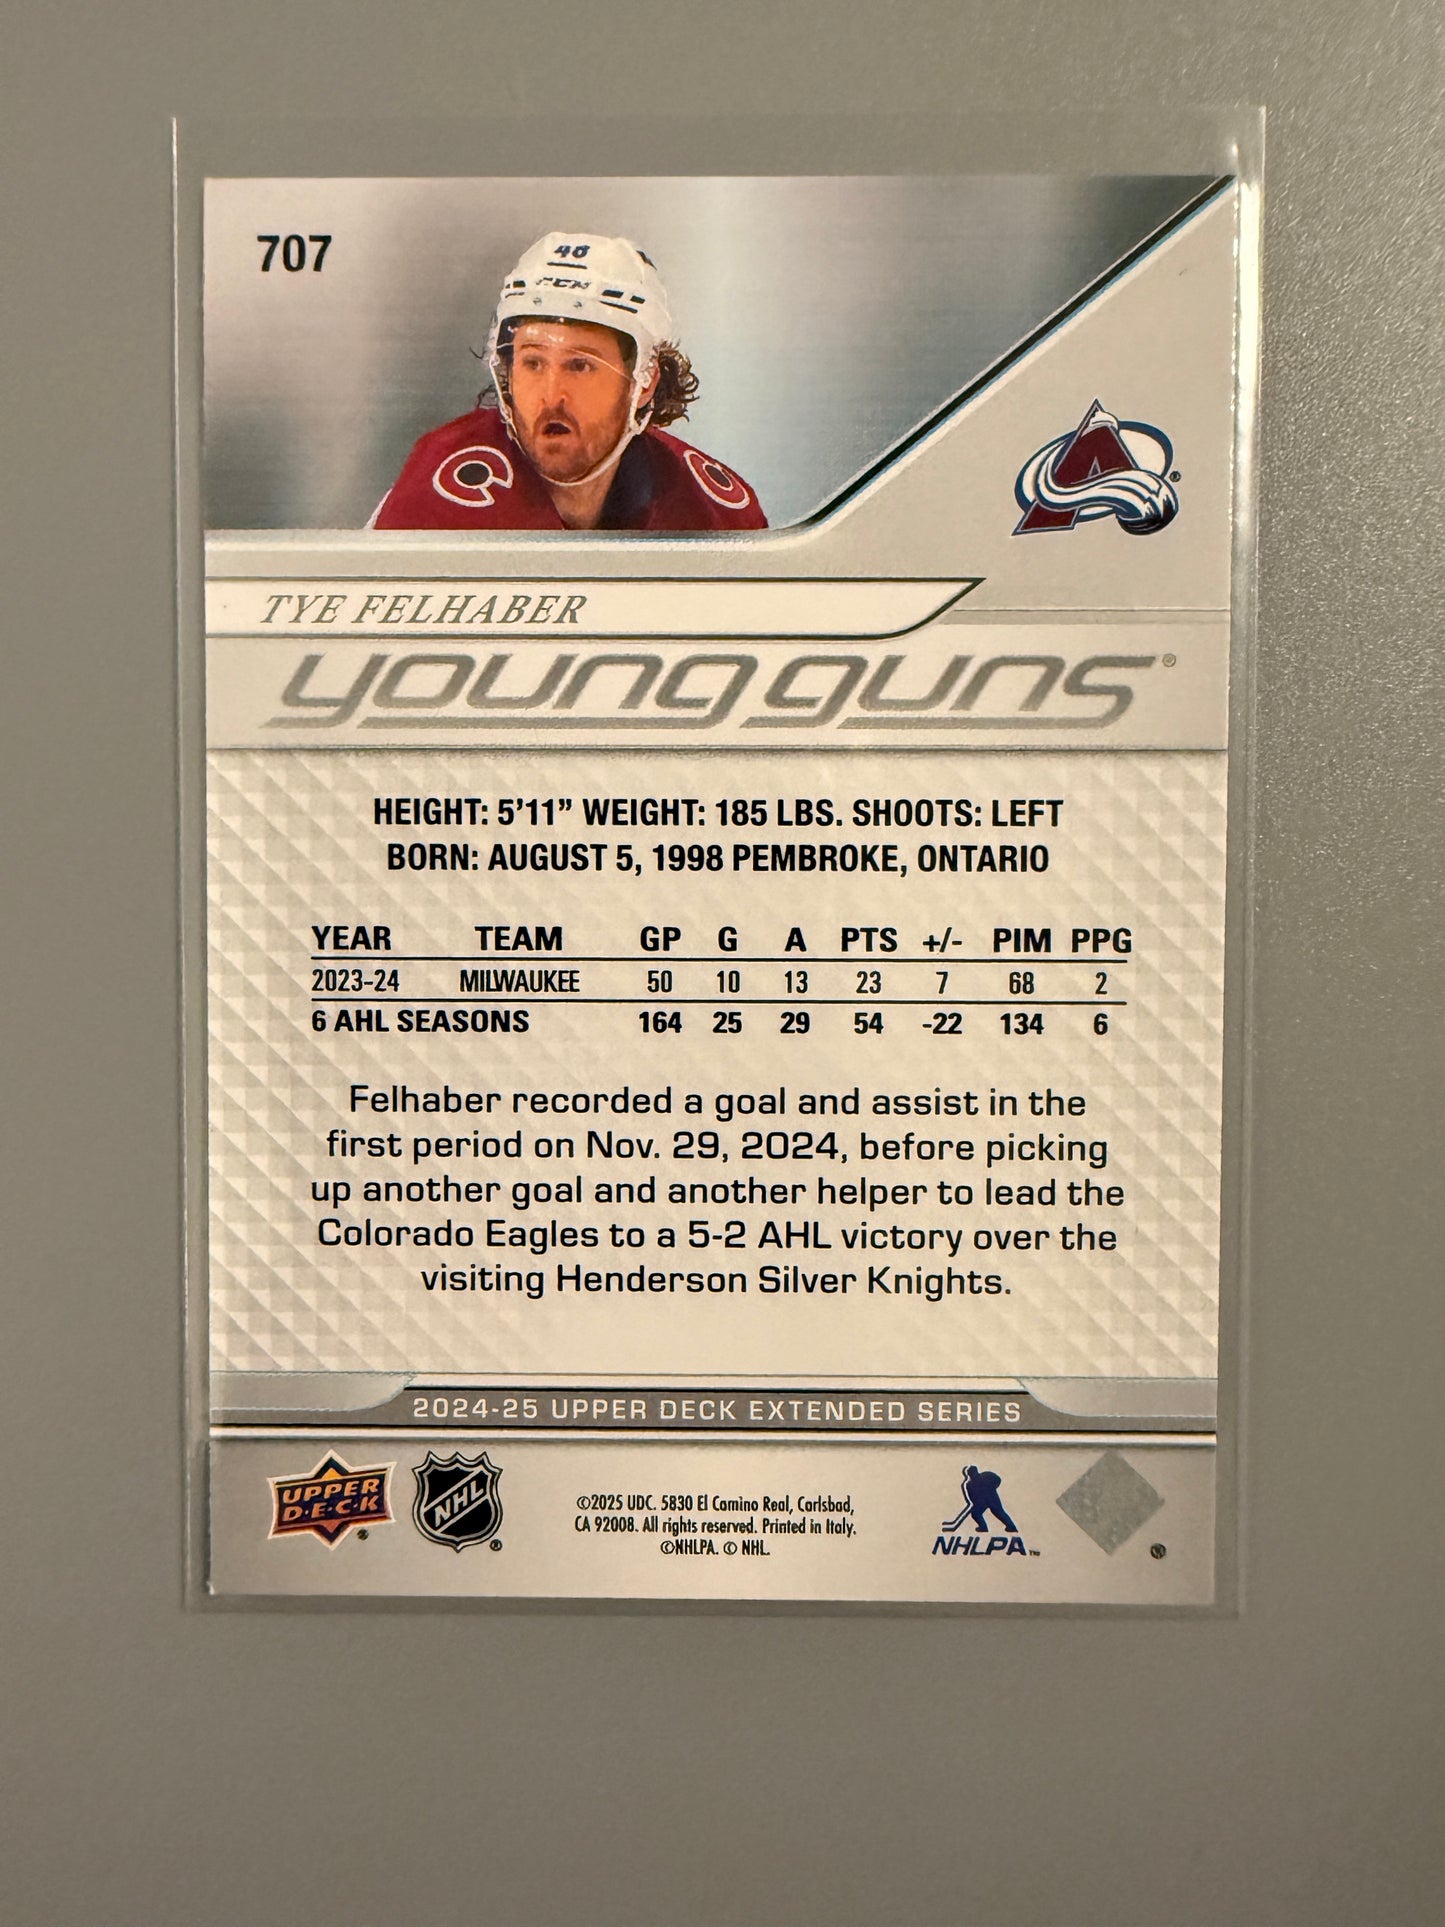 707
48
CCM
TYE FELHABER
young guns®
HEIGHT: 5'11” WEIGHT: 185 LBS. SHOOTS: LEFT
BORN: AUGUST 5, 1998 PEMBROKE, ONTARIO
YEAR TEAM GP G A PTS +/- PIM PPG
2023-24 MILWAUKEE 50 10 13 23 7 68 2
6 AHL SEASONS 164 25 29 54 -22 134 6
Felhaber recorded a goal and assist in the
first period on Nov. 29, 2024, before picking
up another goal and another helper to lead the
Colorado Eagles to a 5-2 AHL victory over the
visiting Henderson Silver Knights.
2024-25 UPPER DECK EXTENDED SERIES
UPPER
D·E·C·K®
NHL®
©2025 UDC. 5830 El Camino Real, Carlsbad,
CA 92008. All rights reserved. Printed in Italy.
©NHLPA. © NHL.
NHLPA™